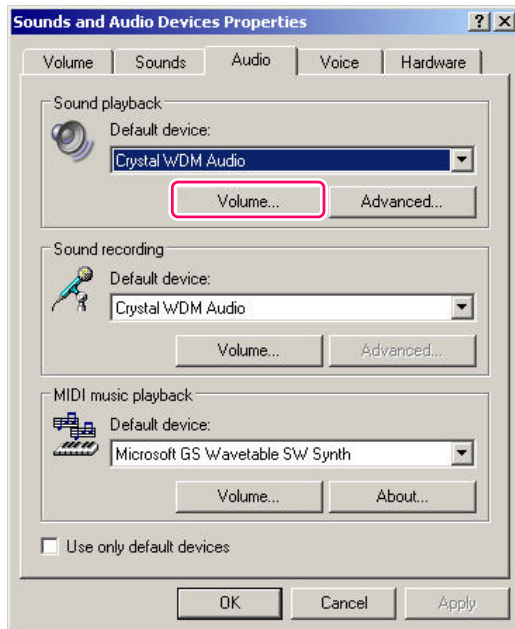 Sounds and Audio Devices Properties
Volume Sounds Audio Voice Hardware
Sound playback
Default device:
Crystal WDM Audio
Volume... Advanced...
Sound recording
Default device:
Crystal WDM Audio
Volume... Advanced...
MIDI music playback
Default device:
Microsoft GS Wavetable SW Synth
Volume... About...
Use only default devices
OK Cancel Apply